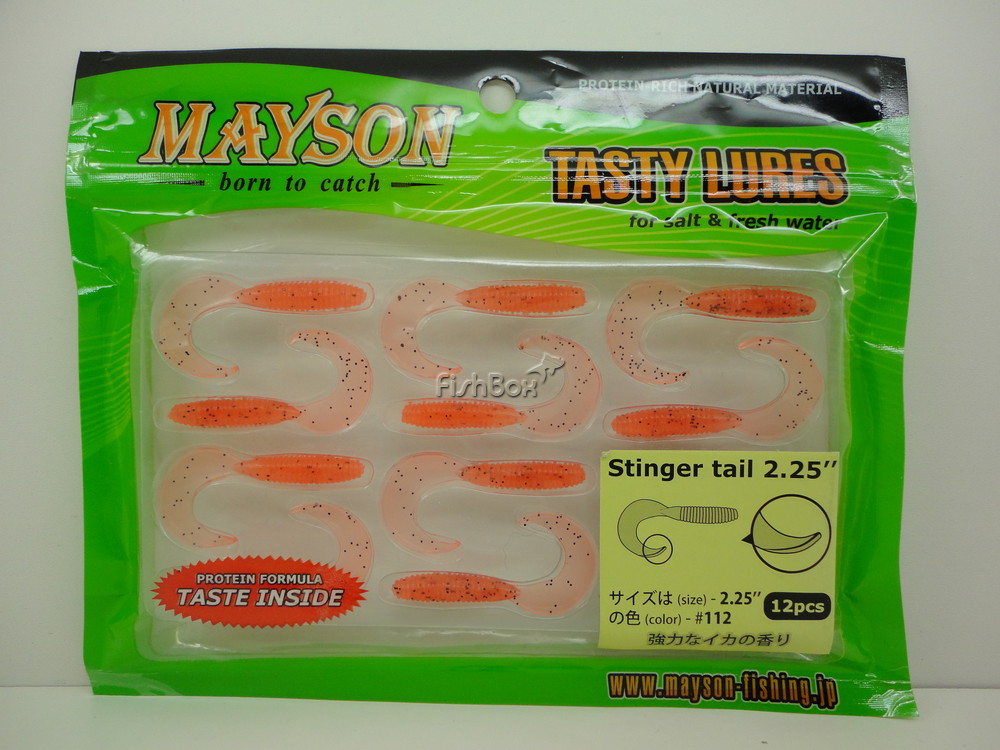 PROTEIN-RICH NATURAL MATERIAL
MAYSON
born to catch
TASTY LURES
for salt & fresh water
FishBox
Stinger tail 2.25″
PROTEIN FORMULA
TASTE INSIDE
サイズは (size) - 2.25″
の色 (color) - #112
12pcs
強力なイカの香り
www.mayson-fishing.jp